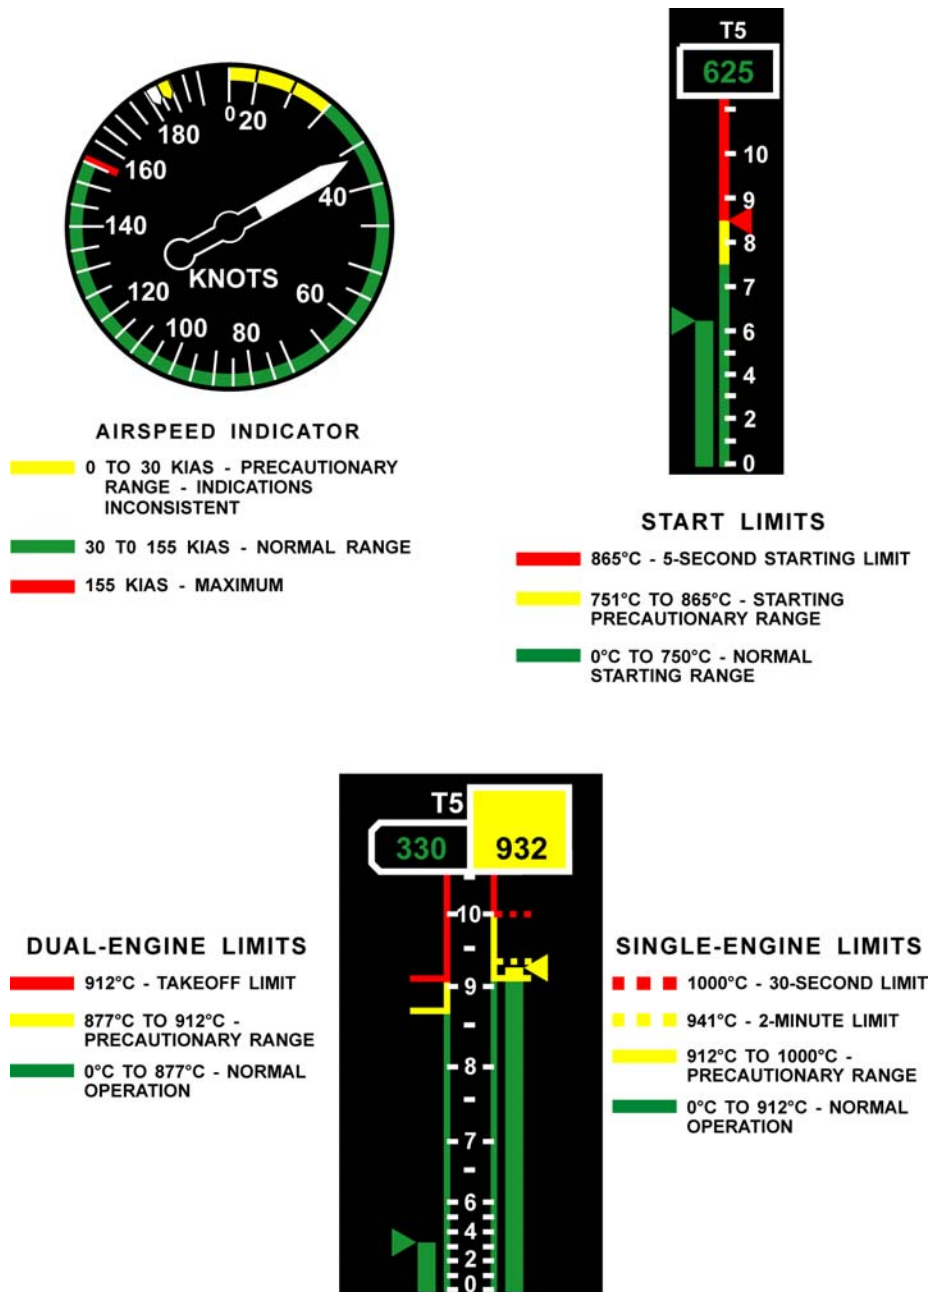 0
20
40
60
80
100
120
140
160
180
KNOTS
AIRSPEED INDICATOR
0 TO 30 KIAS - PRECAUTIONARY
RANGE - INDICATIONS
INCONSISTENT
30 T0 155 KIAS - NORMAL RANGE
155 KIAS - MAXIMUM
T5
625
10
9
8
7
6
4
2
0
START LIMITS
865°C - 5-SECOND STARTING LIMIT
751°C TO 865°C - STARTING
PRECAUTIONARY RANGE
0°C TO 750°C - NORMAL
STARTING RANGE
T5
330
932
10
9
8
7
6
4
2
0
DUAL-ENGINE LIMITS
912°C - TAKEOFF LIMIT
877°C TO 912°C -
PRECAUTIONARY RANGE
0°C TO 877°C - NORMAL
OPERATION
SINGLE-ENGINE LIMITS
1000°C - 30-SECOND LIMIT
941°C - 2-MINUTE LIMIT
912°C TO 1000°C -
PRECAUTIONARY RANGE
0°C TO 912°C - NORMAL
OPERATION